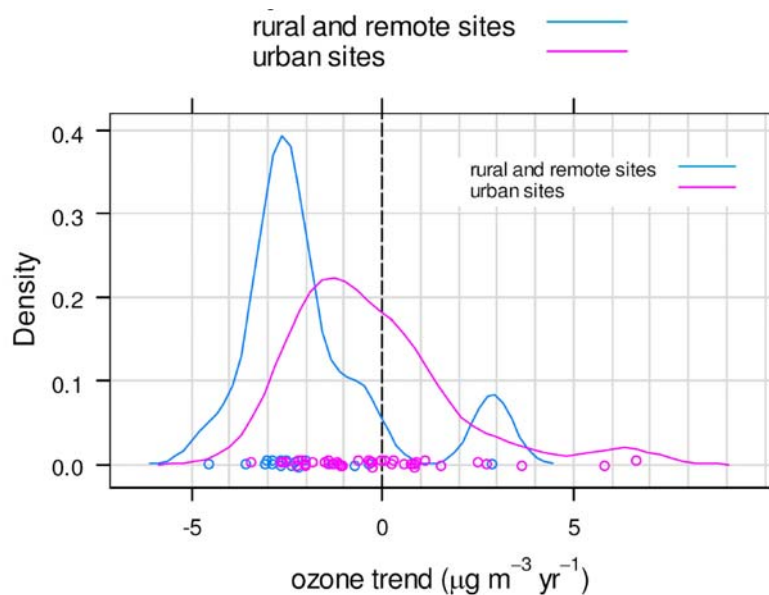 rural and remote sites
urban sites
0.4
rural and remote sites
urban sites
0.3
Density
0.2
0.1
0.0
-5 0 5
ozone trend (μg m⁻³ yr⁻¹)